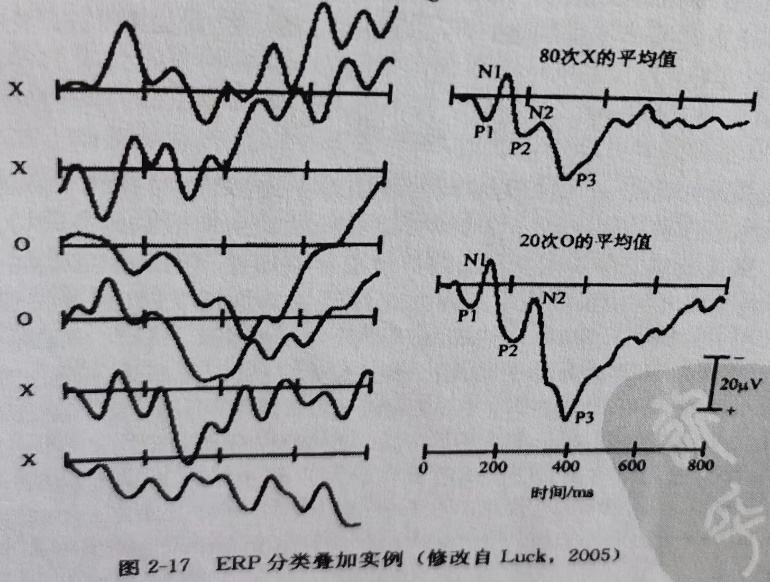 X
X
O
O
X
X
80次X的平均值
N1
N2
P1
P2
P3
20次O的平均值
N1
N2
P1
P2
P3
−
20μV
+
0 200 400 600 800
时间/ms
图 2-17 ERP 分类叠加实例（修改自 Luck, 2005）